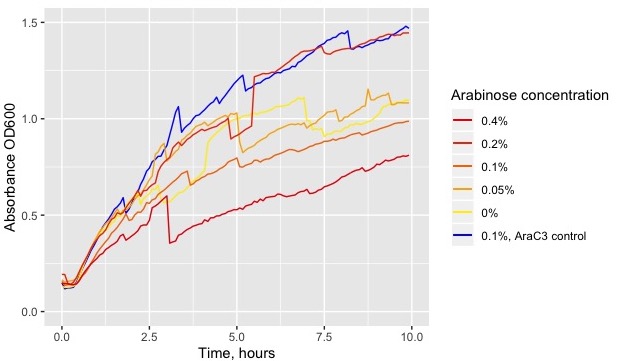 1.5
1.0
0.5
0.0
Absorbance OD600
0.0 2.5 5.0 7.5 10.0
Time, hours
Arabinose concentration
0.4%
0.2%
0.1%
0.05%
0%
0.1%, AraC3 control